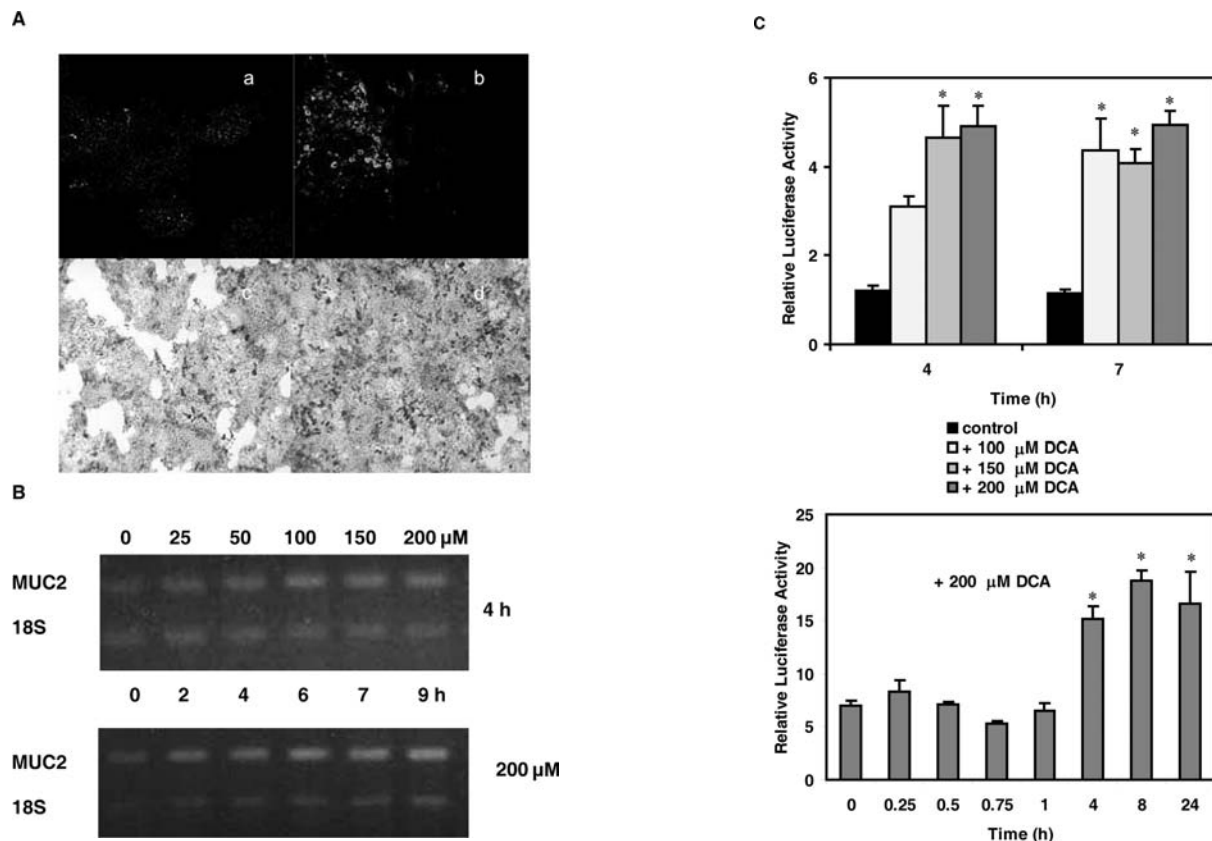 A
a
b
c
d
B
0 25 50 100 150 200 μM
MUC2
18S
4 h
0 2 4 6 7 9 h
MUC2
18S
200 μM
C
Relative Luciferase Activity
6
4
2
0
* * * * *
4 7
Time (h)
control
+ 100 μM DCA
+ 150 μM DCA
+ 200 μM DCA
Relative Luciferase Activity
25
20
15
10
5
0
+ 200 μM DCA
* * *
0 0.25 0.5 0.75 1 4 8 24
Time (h)